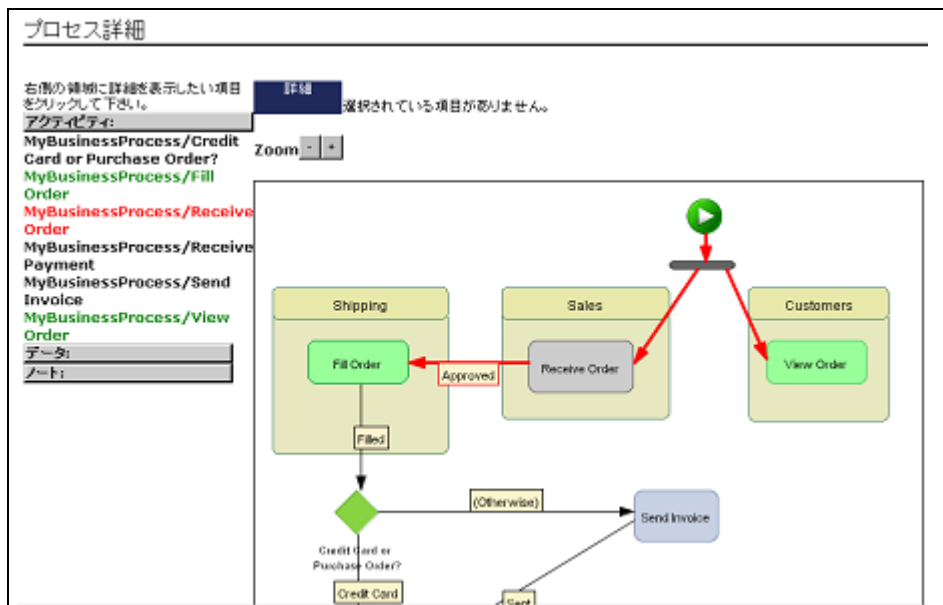 プロセス詳細
右側の領域に詳細を表示したい項目
をクリックして下さい。
アクティビティ:
MyBusinessProcess/Credit
Card or Purchase Order?
MyBusinessProcess/Fill
Order
MyBusinessProcess/Receive
Order
MyBusinessProcess/Receive
Payment
MyBusinessProcess/Send
Invoice
MyBusinessProcess/View
Order
データ:
ノート:
詳細
選択されている項目がありません。
Zoom - +
Shipping
Sales
Customers
Fill Order
Approved
Receive Order
View Order
Filled
(Otherwise)
Send Invoice
Credit Card or
Purchase Order?
Credit Card
Sent